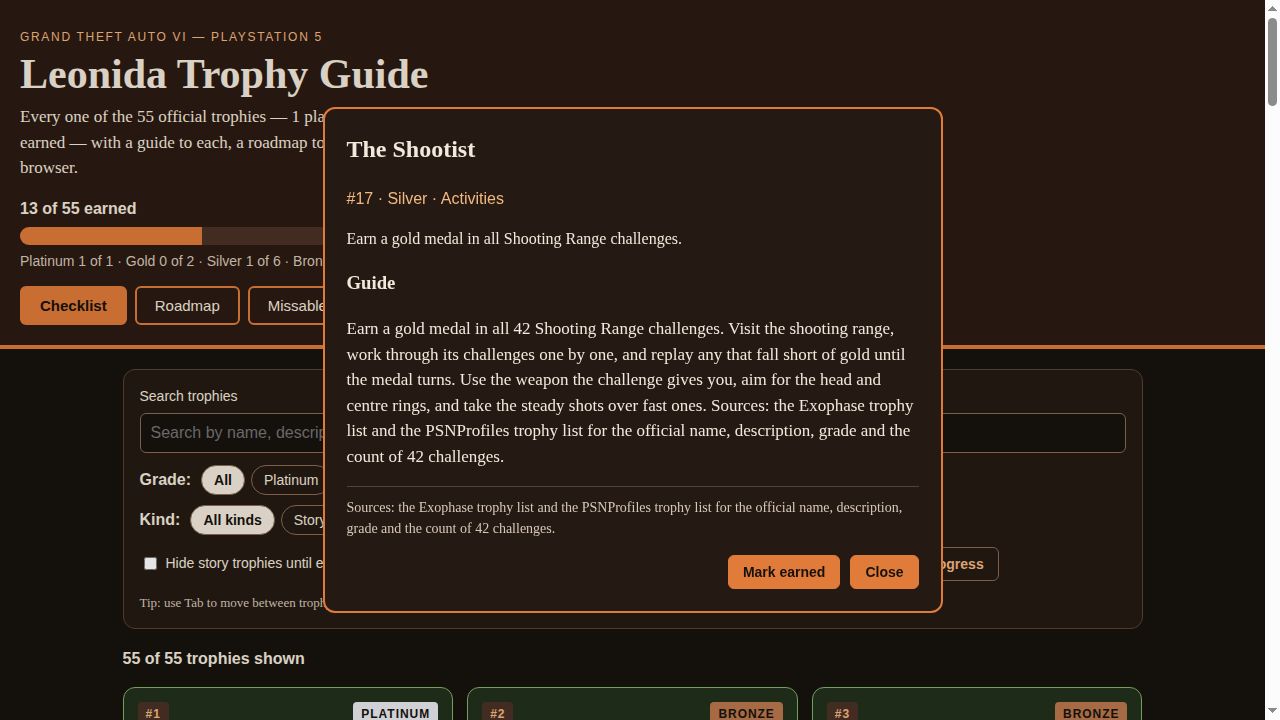 GRAND THEFT AUTO VI — PLAYSTATION 5
Leonida Trophy Guide
Every one of the 55 official trophies — 1
earned — with a guide to each, a roadmap to
browser.
13 of 55 earned
Platinum 1 of 1 · Gold 0 of 2 · Silver 1 of 6 ·
Checklist
Roadmap
The Shootist
#17 · Silver · Activities
Earn a gold medal in all Shooting Range challenges.
Guide
Earn a gold medal in all 42 Shooting Range challenges. Visit the shooting range,
work through its challenges one by one, and replay any that fall short of gold until
the medal turns. Use the weapon the challenge gives you, aim for the head and
centre rings, and take the steady shots over fast ones. Sources: the Exophase trophy
list and the PSNProfiles trophy list for the official name, description, grade and the
count of 42 challenges.
Sources: the Exophase trophy list and the PSNProfiles trophy list for the official name, description,
grade and the count of 42 challenges.
Mark earned
Close
Search trophies
Search by name,
Grade:
All
Platinum
Kind:
All kinds
Story
Hide story trophies until
Tip: use Tab to move between
55 of 55 trophies shown
#1
PLATINUM
#2
BRONZE
#3
BRONZE